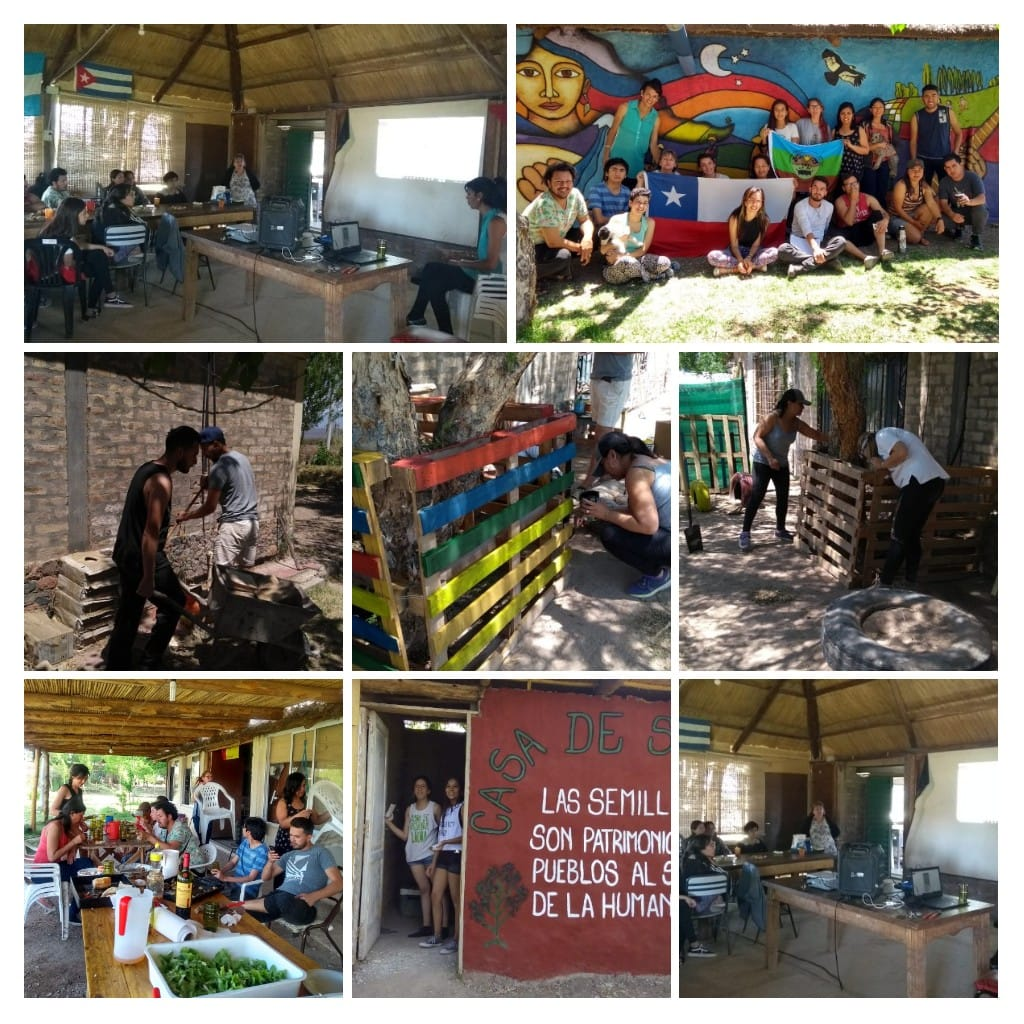 CASA DE S
LAS SEMILL
SON PATRIMONIO
PUEBLOS AL S
DE LA HUMAN